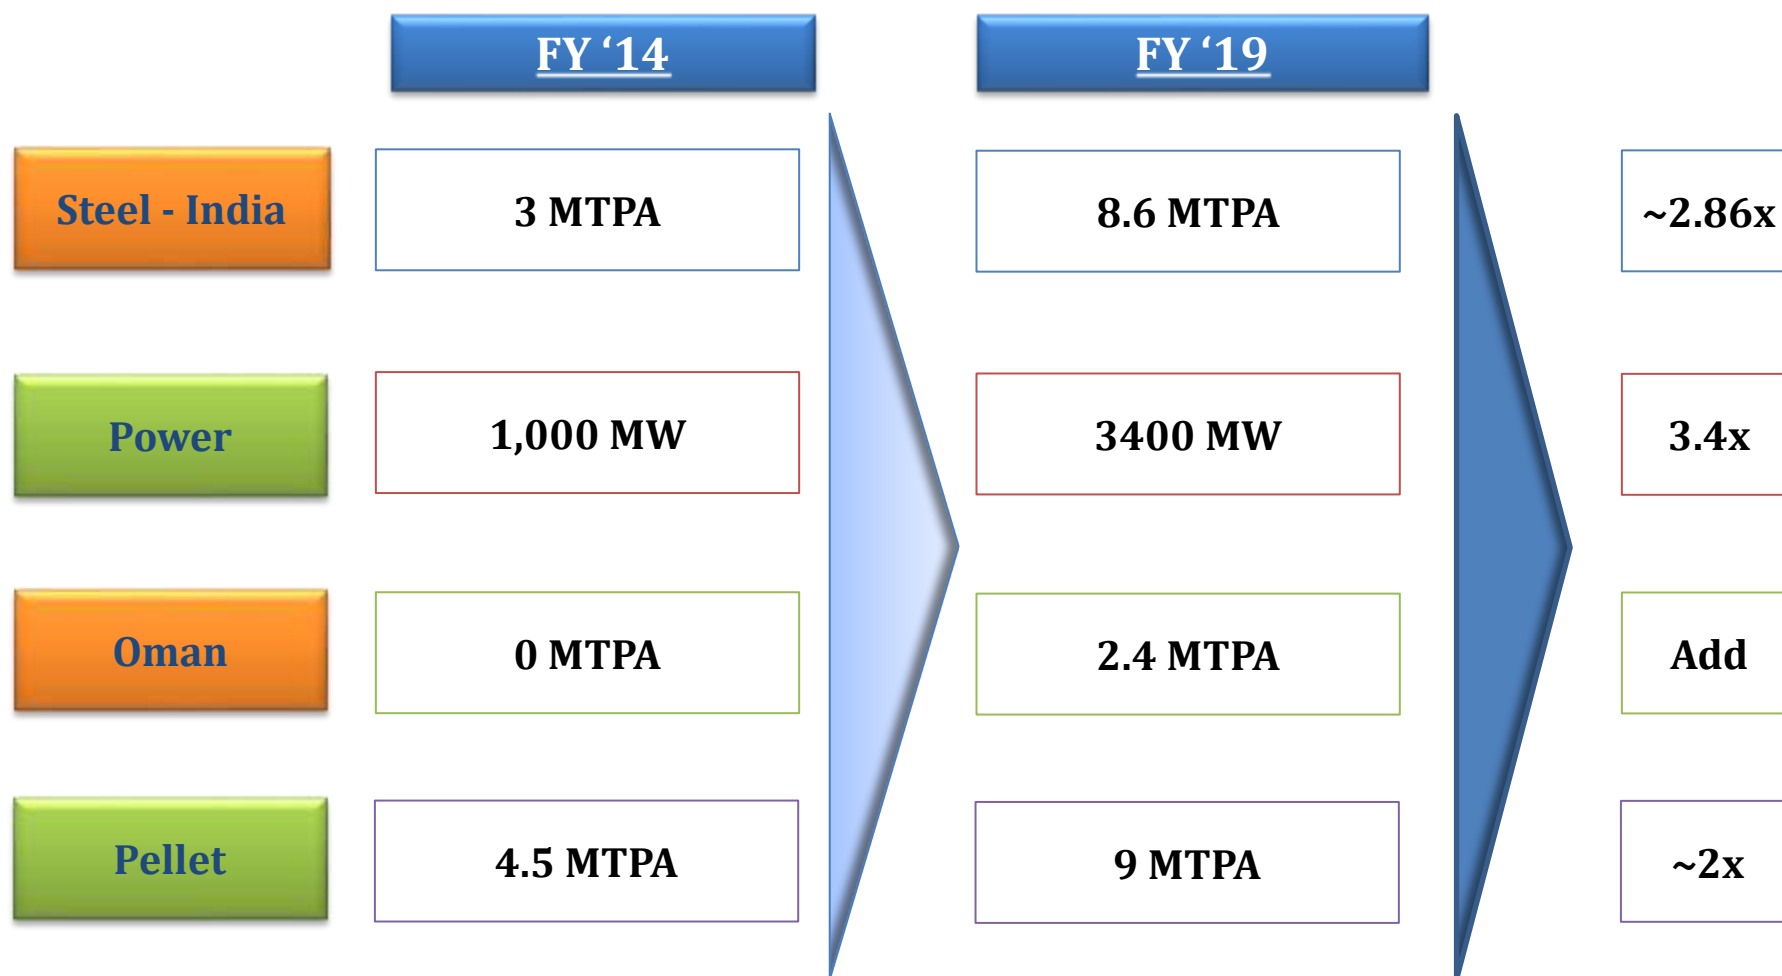 FY ‘14
FY ‘19
Steel - India
3 MTPA
8.6 MTPA
~2.86x
Power
1,000 MW
3400 MW
3.4x
Oman
0 MTPA
2.4 MTPA
Add
Pellet
4.5 MTPA
9 MTPA
~2x